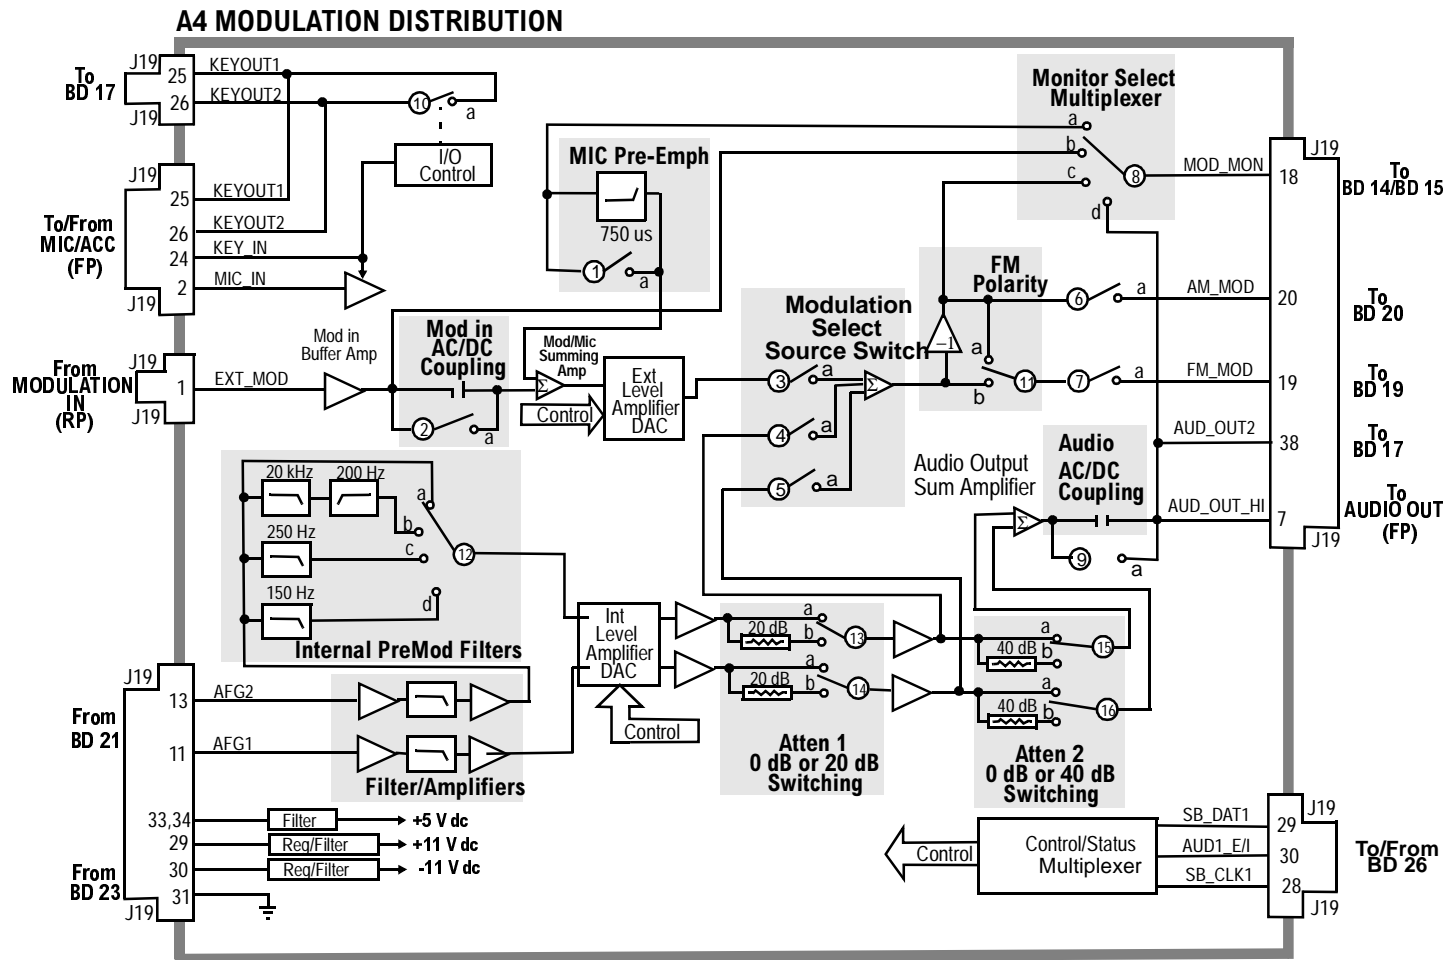 A4 MODULATION DISTRIBUTION
J19
To
BD 17
25
KEYOUT1
26
KEYOUT2
J19
10
a
I/O
Control
J19
25
KEYOUT1
To/From
MIC/ACC
(FP)
26
KEYOUT2
24
KEY_IN
2
MIC_IN
J19
From
MODULATION
IN
(RP)
J19
1
EXT_MOD
J19
Mod in
Buffer Amp
Mod in
AC/DC
Coupling
2
a
MIC Pre-Emph
750 us
1
a
Mod/Mic
Summing
Amp
Σ
Control
Ext
Level
Amplifier
DAC
Modulation
Select
Source Switch
3
a
4
a
5
a
Σ
Monitor Select
Multiplexer
a
b
c
d
8
MOD_MON
18
J19
To
BD 14/BD 15
FM
Polarity
−1
a
b
11
6
a
AM_MOD
20
To
BD 20
7
a
FM_MOD
19
To
BD 19
AUD_OUT2
38
To
BD 17
Audio Output
Sum Amplifier
Σ
Audio
AC/DC
Coupling
9
a
AUD_OUT_HI
7
To
AUDIO OUT
(FP)
J19
20 kHz
200 Hz
250 Hz
150 Hz
a
b
c
d
12
Internal PreMod Filters
Int
Level
Amplifier
DAC
Control
20 dB
a
b
13
20 dB
a
b
14
Atten 1
0 dB or 20 dB
Switching
40 dB
a
b
15
40 dB
a
b
16
Atten 2
0 dB or 40 dB
Switching
J19
13
AFG2
From
BD 21
11
AFG1
Filter/Amplifiers
33,34
Filter
+5 V dc
29
Reg/Filter
+11 V dc
30
Reg/Filter
-11 V dc
From
BD 23
31
J19
Control
Control/Status
Multiplexer
SB_DAT1
29
AUD1_E/I
30
SB_CLK1
28
J19
To/From
BD 26
J19